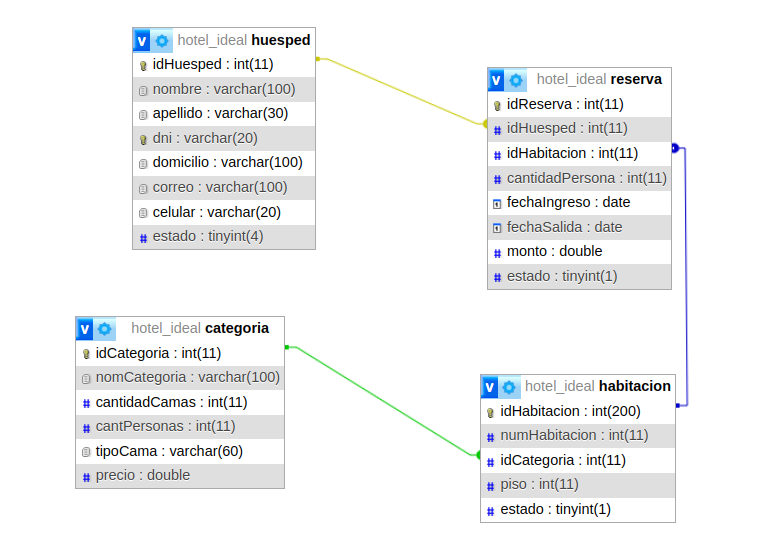 V hotel_ideal huesped
idHuesped : int(11)
nombre : varchar(100)
apellido : varchar(30)
dni : varchar(20)
domicilio : varchar(100)
correo : varchar(100)
celular : varchar(20)
estado : tinyint(4)
V hotel_ideal reserva
idReserva : int(11)
# idHuesped : int(11)
# idHabitacion : int(11)
# cantidadPersona : int(11)
fechaIngreso : date
fechaSalida : date
# monto : double
# estado : tinyint(1)
V hotel_ideal categoria
idCategoria : int(11)
nomCategoria : varchar(100)
# cantidadCamas : int(11)
# cantPersonas : int(11)
tipoCama : varchar(60)
# precio : double
V hotel_ideal habitacion
idHabitacion : int(200)
# numHabitacion : int(11)
# idCategoria : int(11)
# piso : int(11)
# estado : tinyint(1)